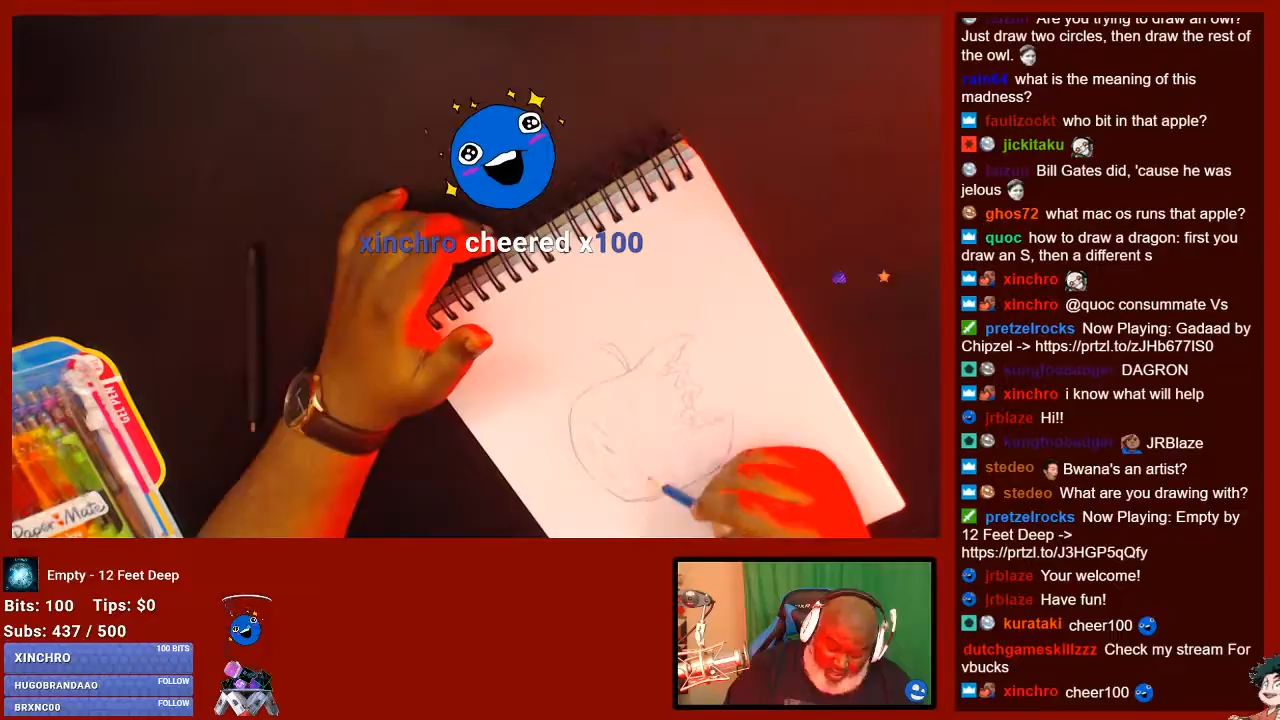 xinchro cheered x100
GEL PEN
Paper Mate
Empty - 12 Feet Deep
Bits: 100 Tips: $0
Subs: 437 / 500
XINCHRO 100 BITS
HUGOBRANDAAO FOLLOW
BRXNC00 FOLLOW
Are you trying to draw an owl?
Just draw two circles, then draw the rest of
the owl.
rain64 what is the meaning of this
madness?
faulizockt who bit in that apple?
jickitaku
Bill Gates did, 'cause he was
jelous
ghos72 what mac os runs that apple?
quoc how to draw a dragon: first you
draw an S, then a different s
xinchro
xinchro @quoc consummate Vs
pretzelrocks Now Playing: Gadaad by
Chipzel -> https://prtzl.to/zJHb677IS0
DAGRON
xinchro i know what will help
jrblaze Hi!!
JRBlaze
stedeo Bwana's an artist?
stedeo What are you drawing with?
pretzelrocks Now Playing: Empty by
12 Feet Deep ->
https://prtzl.to/J3HGP5qQfy
jrblaze Your welcome!
jrblaze Have fun!
kurataki cheer100
dutchgameskillzzz Check my stream For
vbucks
xinchro cheer100